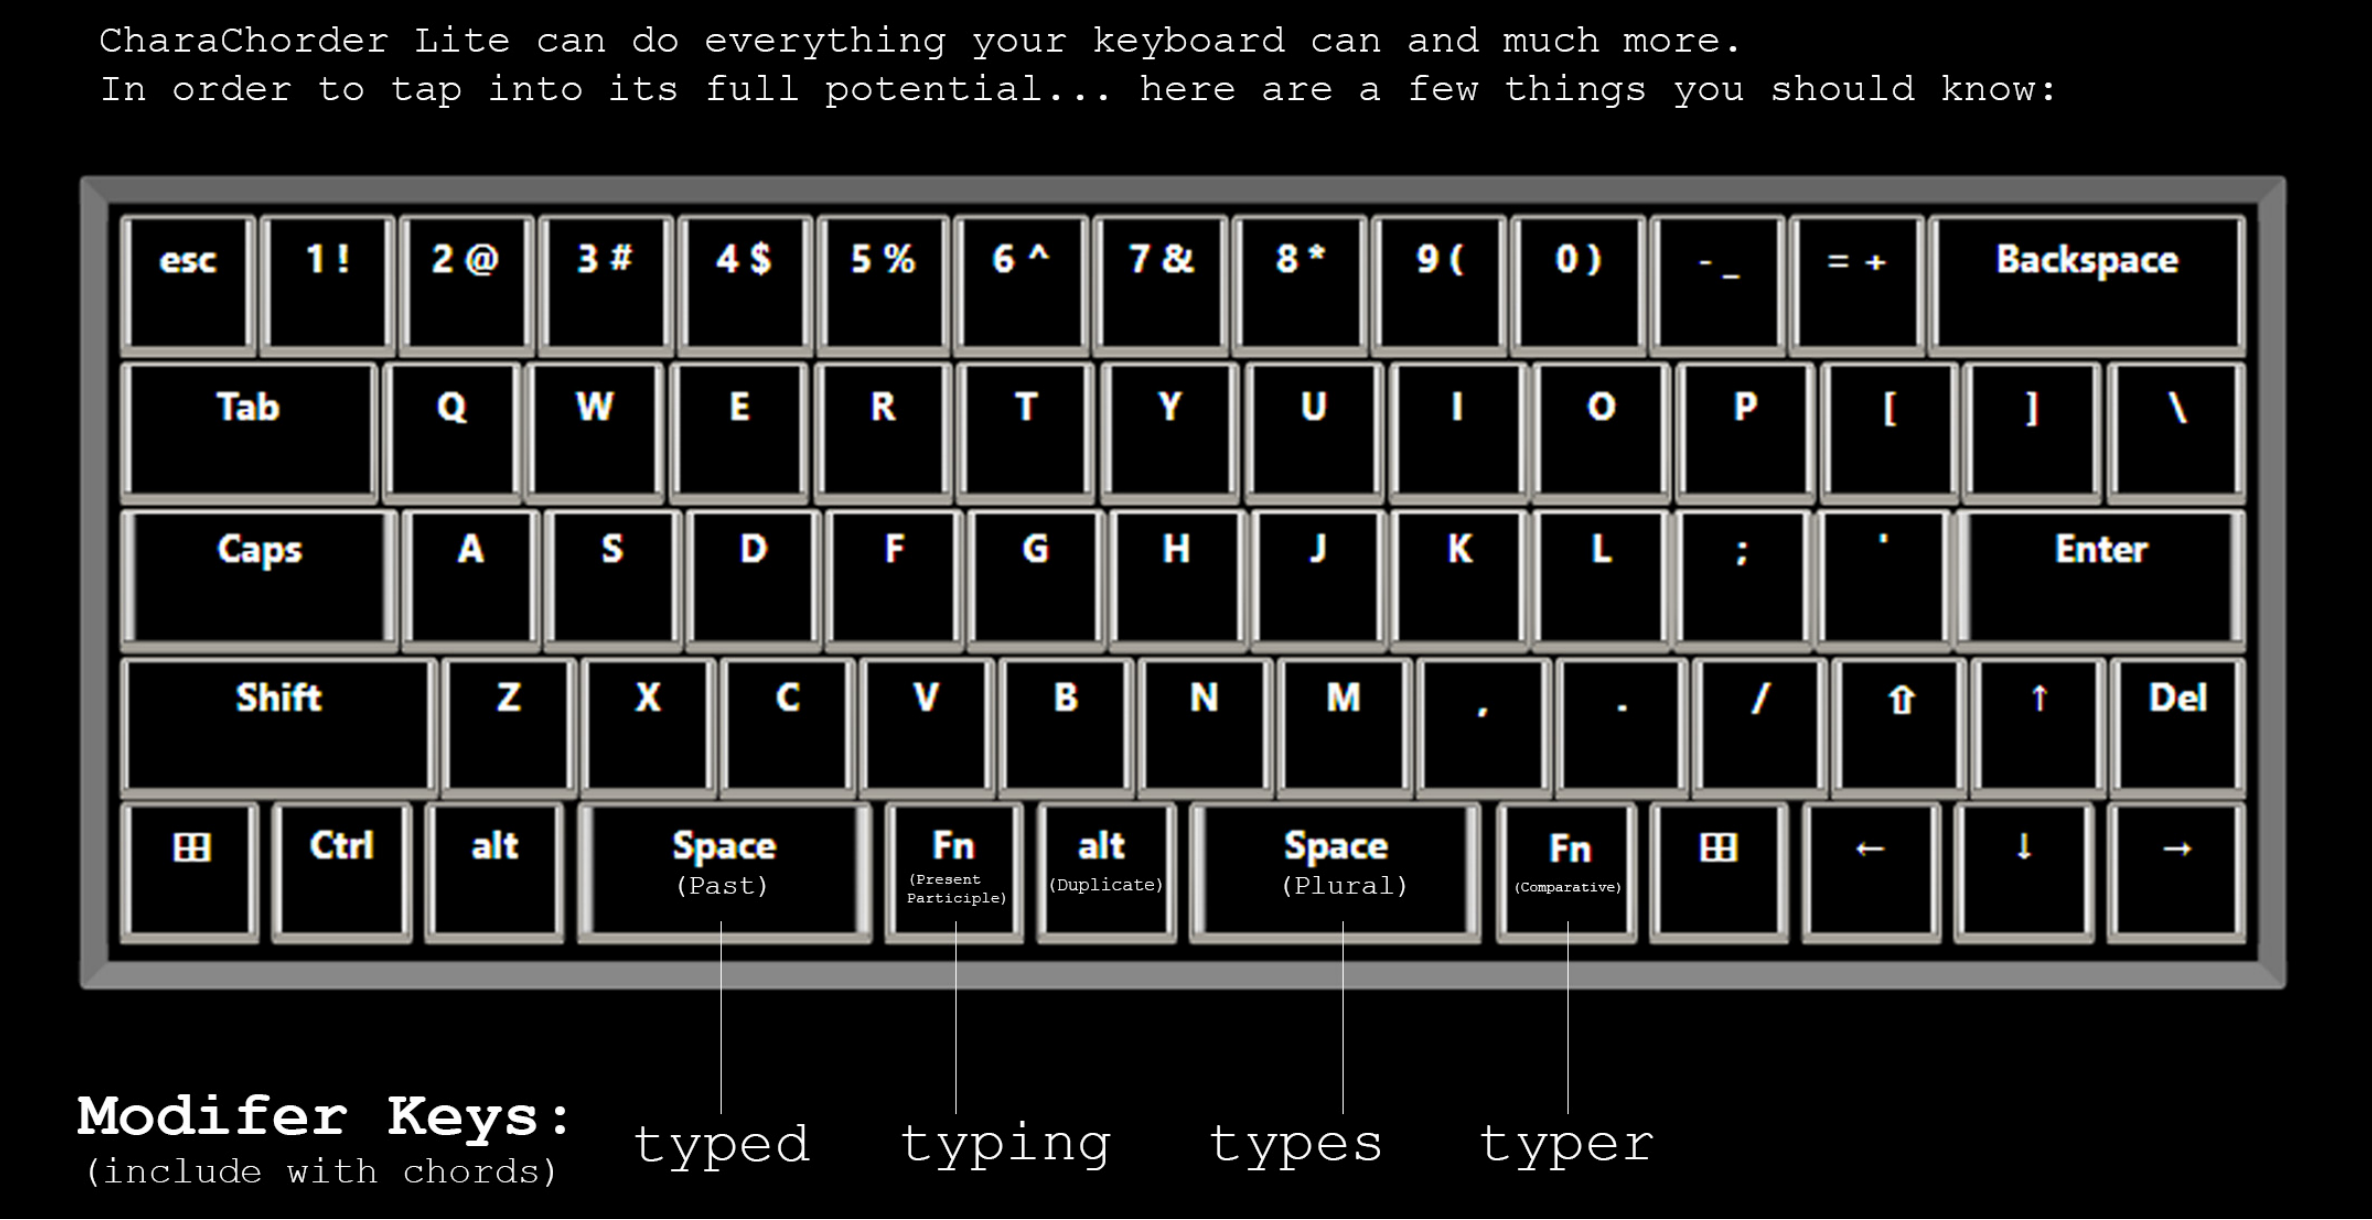 CharaChorder Lite can do everything your keyboard can and much more.
In order to tap into its full potential... here are a few things you should know:
esc 1 ! 2 @ 3 # 4 $ 5 % 6 ^ 7 & 8 * 9 ( 0 ) - _ = + Backspace
Tab Q W E R T Y U I O P [ ] \
Caps A S D F G H J K L ; ' Enter
Shift Z X C V B N M , . / ⇧ ↑ Del
⊞ Ctrl alt Space Fn alt Space Fn ⊞ ← ↓ →
(Past) (Present Participle) (Duplicate) (Plural) (Comparative)
Modifer Keys: typed typing types typer
(include with chords)